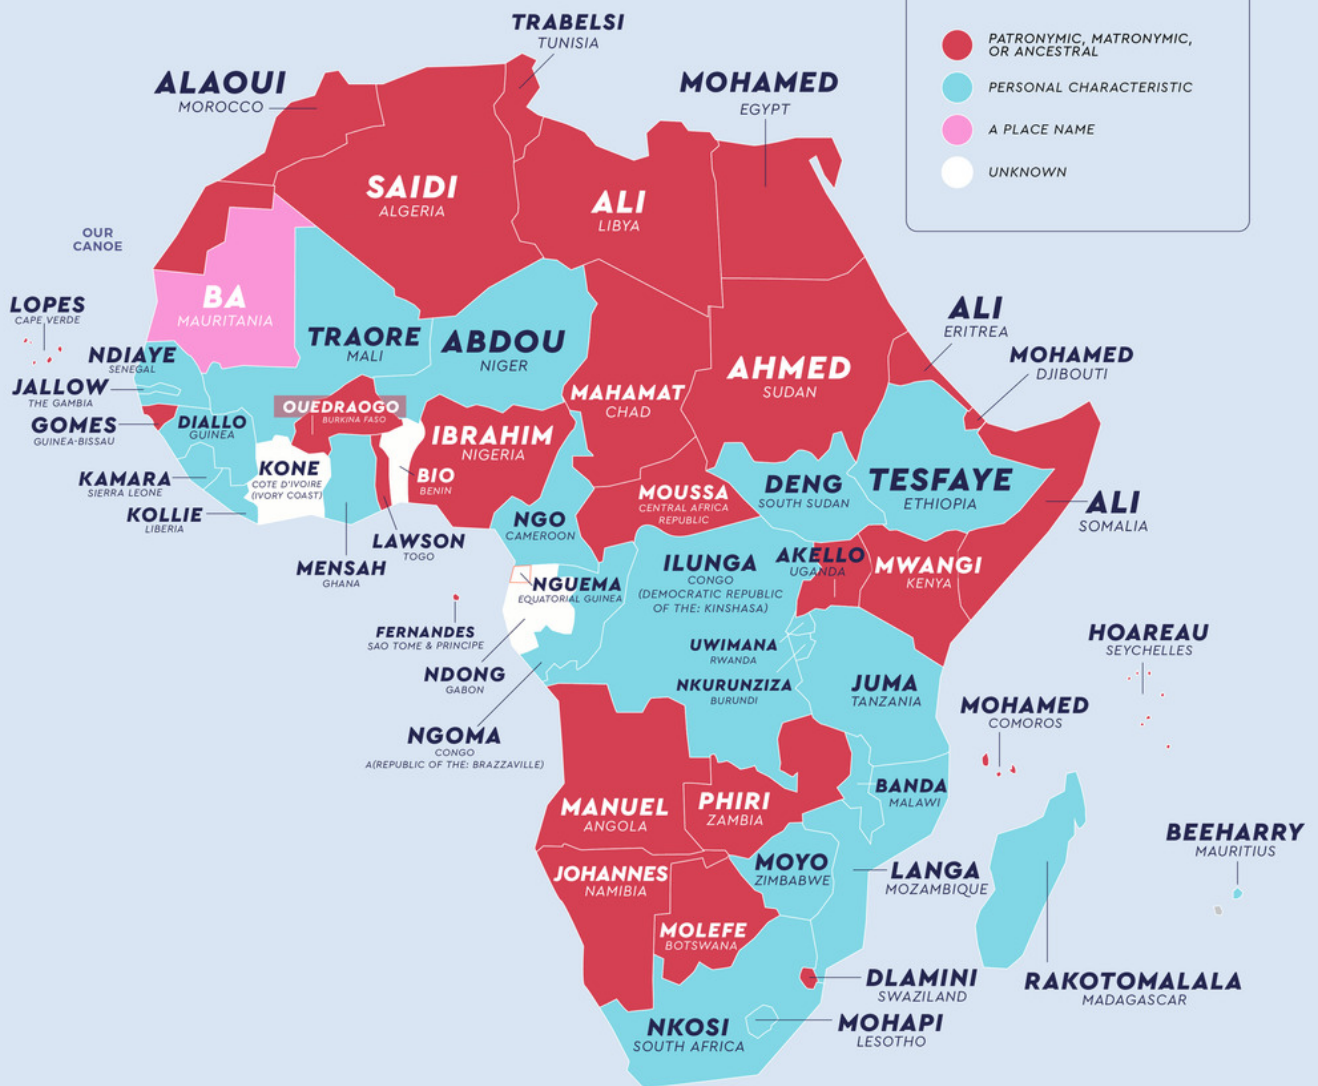 TRABELSI
TUNISIA
ALAOUI
MOROCCO
MOHAMED
EGYPT
PATRONYMIC, MATRONYMIC,
OR ANCESTRAL
PERSONAL CHARACTERISTIC
A PLACE NAME
UNKNOWN
SAIDI
ALGERIA
ALI
LIBYA
OUR
CANOE
BA
MAURITANIA
LOPES
CAPE VERDE
TRAORE
MALI
ABDOU
NIGER
ALI
ERITREA
NDIAYE
SENEGAL
MOHAMED
DJIBOUTI
AHMED
SUDAN
JALLOW
THE GAMBIA
MAHAMAT
CHAD
OUEDRAOGO
BURKINA FASO
GOMES
GUINEA-BISSAU
DIALLO
GUINEA
IBRAHIM
NIGERIA
KONE
COTE D'IVOIRE
(IVORY COAST)
BIO
BENIN
KAMARA
SIERRA LEONE
MOUSSA
CENTRAL AFRICA
REPUBLIC
DENG
SOUTH SUDAN
TESFAYE
ETHIOPIA
ALI
SOMALIA
KOLLIE
LIBERIA
NGO
CAMEROON
LAWSON
TOGO
MENSAH
GHANA
ILUNGA
CONGO
(DEMOCRATIC REPUBLIC
OF THE: KINSHASA)
AKELLO
UGANDA
MWANGI
KENYA
NGUEMA
EQUATORIAL GUINEA
FERNANDES
SAO TOME & PRINCIPE
UWIMANA
RWANDA
HOAREAU
SEYCHELLES
NDONG
GABON
NKURUNZIZA
BURUNDI
JUMA
TANZANIA
MOHAMED
COMOROS
NGOMA
CONGO
A(REPUBLIC OF THE: BRAZZAVILLE)
MANUEL
ANGOLA
PHIRI
ZAMBIA
BANDA
MALAWI
BEEHARRY
MAURITIUS
JOHANNES
NAMIBIA
MOYO
ZIMBABWE
LANGA
MOZAMBIQUE
MOLEFE
BOTSWANA
DLAMINI
SWAZILAND
RAKOTOMALALA
MADAGASCAR
NKOSI
SOUTH AFRICA
MOHAPI
LESOTHO